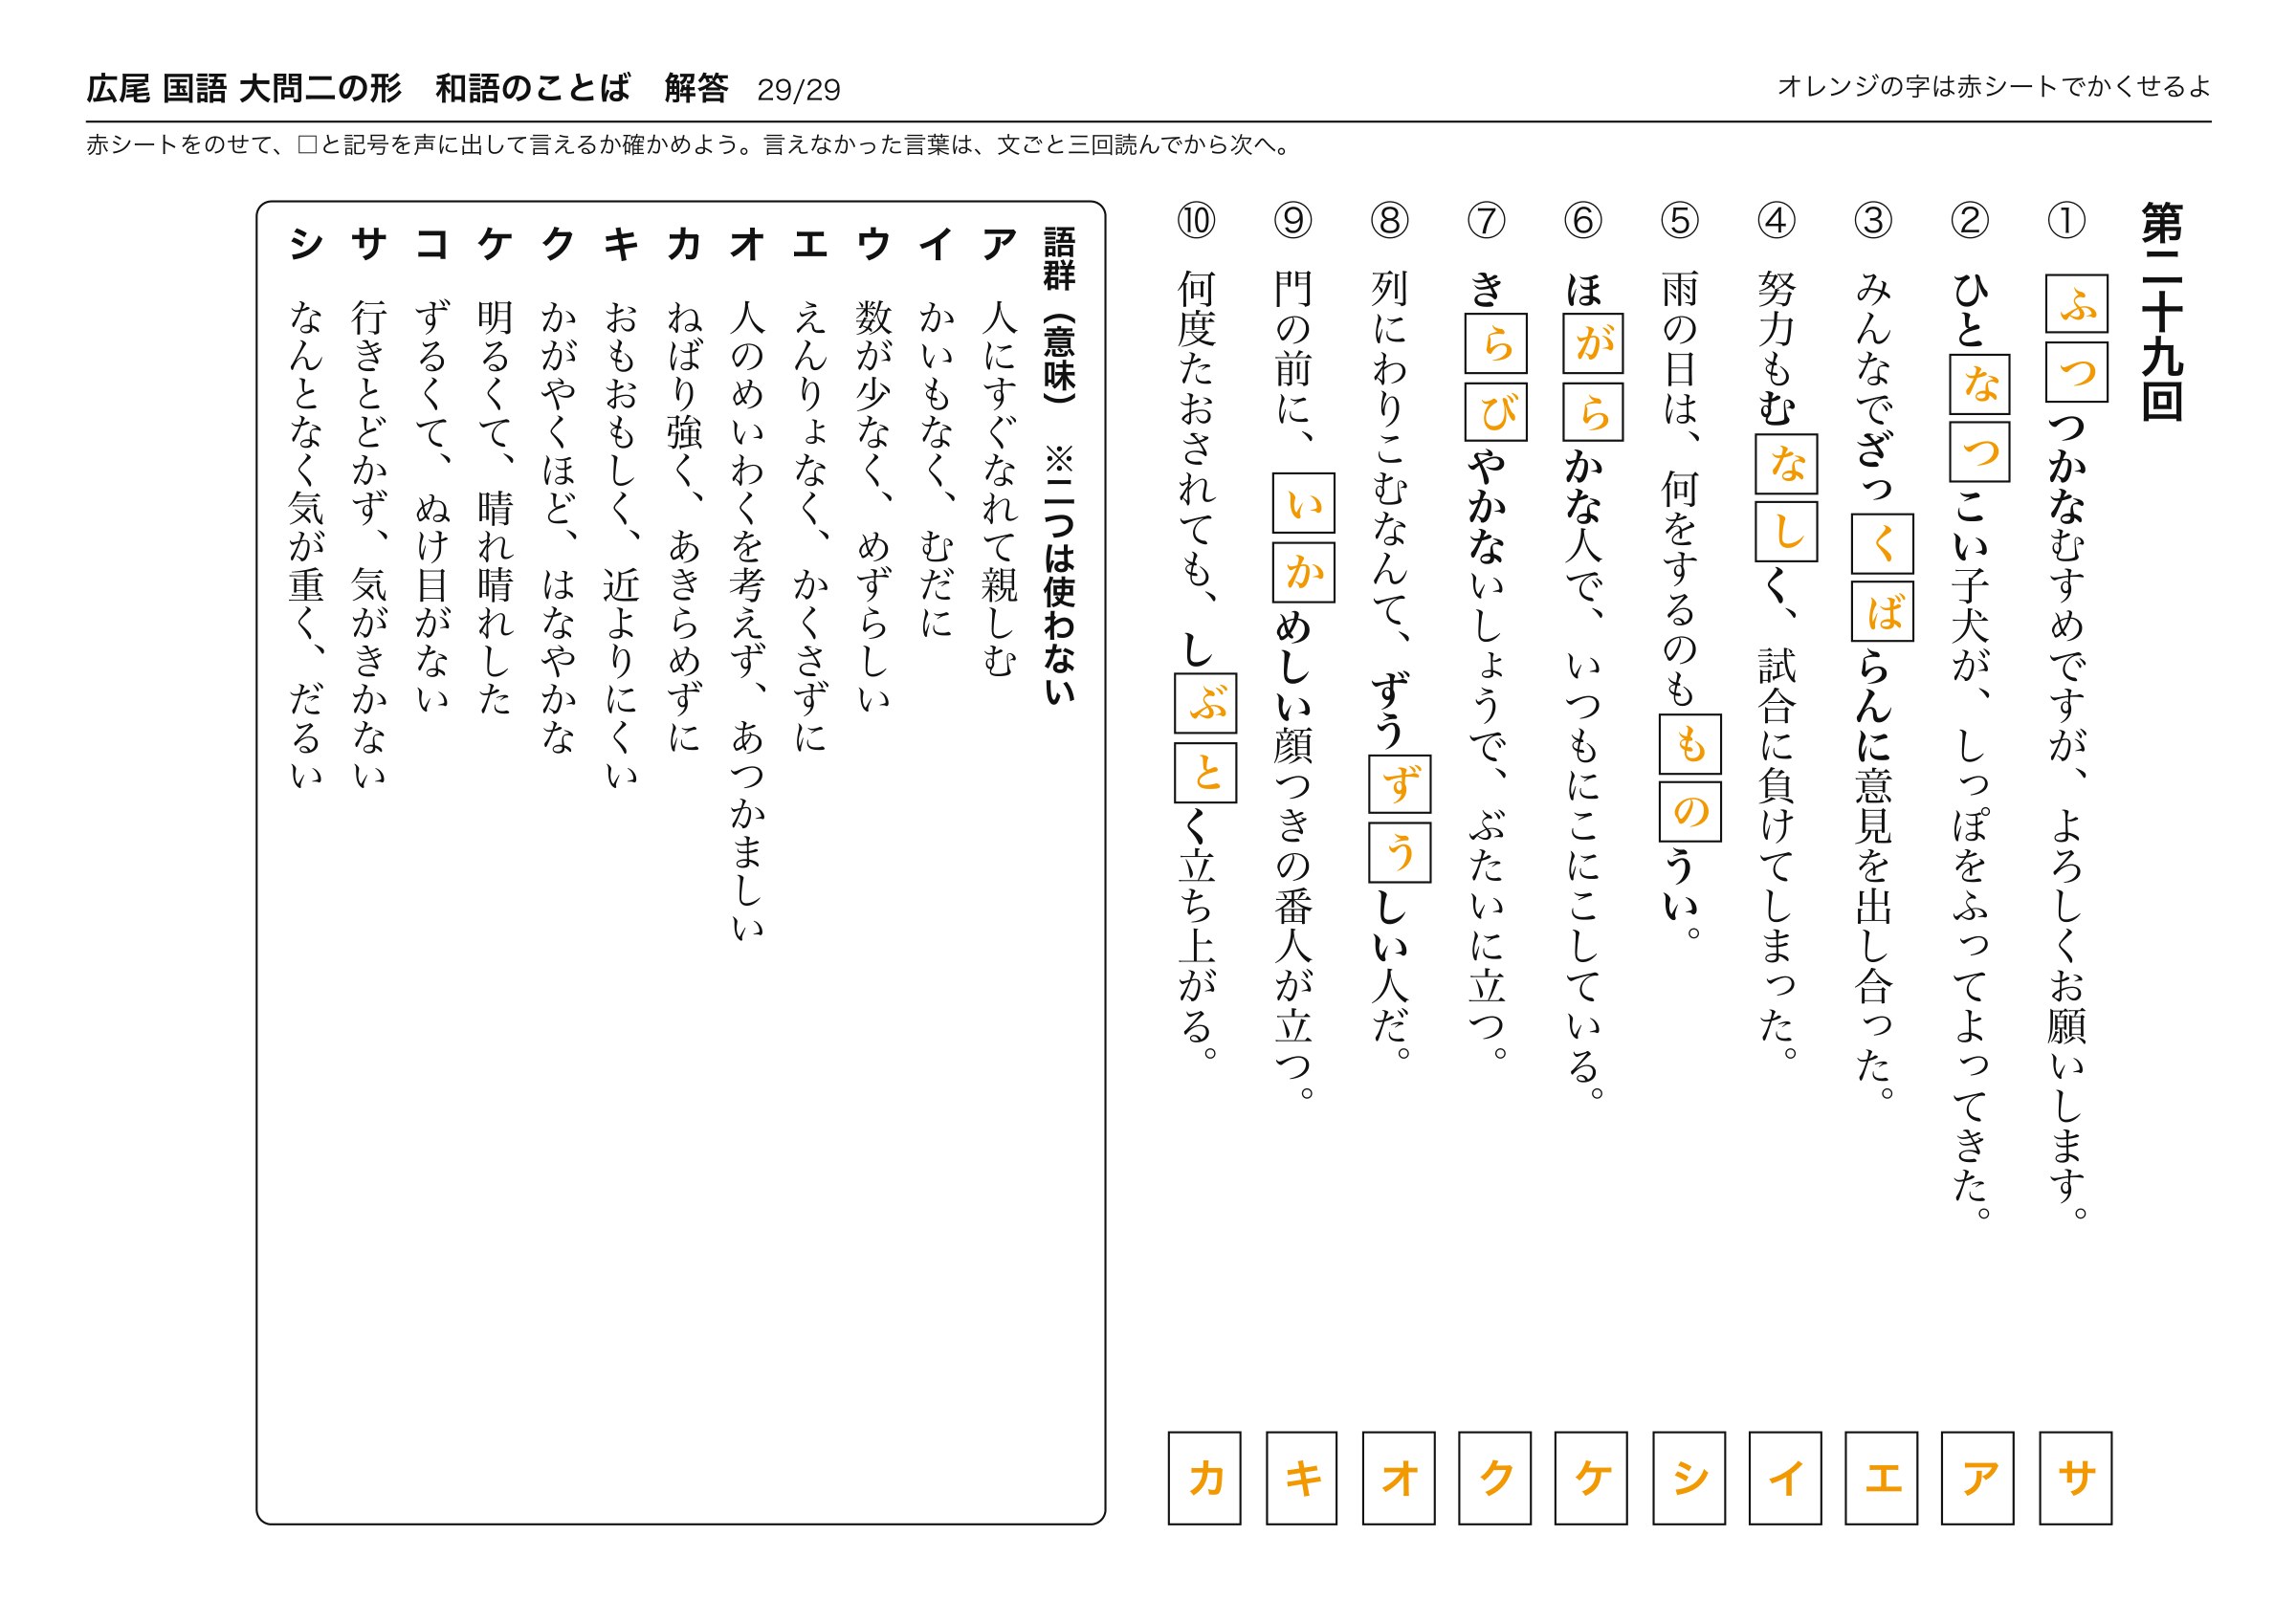 広尾 国語 大問二の形　和語のことば　解答　29/29
オレンジの字は赤シートでかくせるよ
赤シートをのせて、□と記号を声に出して言えるか確かめよう。言えなかった言葉は、文ごと三回読んでから次へ。
第二十九回
① ふつつかなむすめですが、よろしくお願いします。 サ
② ひとなつこい子犬が、しっぽをふってよってきた。 ア
③ みんなでざっくばらんに意見を出し合った。 エ
④ 努力もむなしく、試合に負けてしまった。 イ
⑤ 雨の日は、何をするのもものうい。 シ
⑥ ほがらかな人で、いつもにこにこしている。 ケ
⑦ きらびやかないしょうで、ぶたいに立つ。 ク
⑧ 列にわりこむなんて、ずうずうしい人だ。 オ
⑨ 門の前に、いかめしい顔つきの番人が立つ。 キ
⑩ 何度たおされても、しぶとく立ち上がる。 カ
語群（意味）　※二つは使わない
ア　人にすぐなれて親しむ
イ　かいもなく、むだに
ウ　数が少なく、めずらしい
エ　えんりょなく、かくさずに
オ　人のめいわくを考えず、あつかましい
カ　ねばり強く、あきらめずに
キ　おもおもしく、近よりにくい
ク　かがやくほど、はなやかな
ケ　明るくて、晴れ晴れした
コ　ずるくて、ぬけ目がない
サ　行きとどかず、気がきかない
シ　なんとなく気が重く、だるい